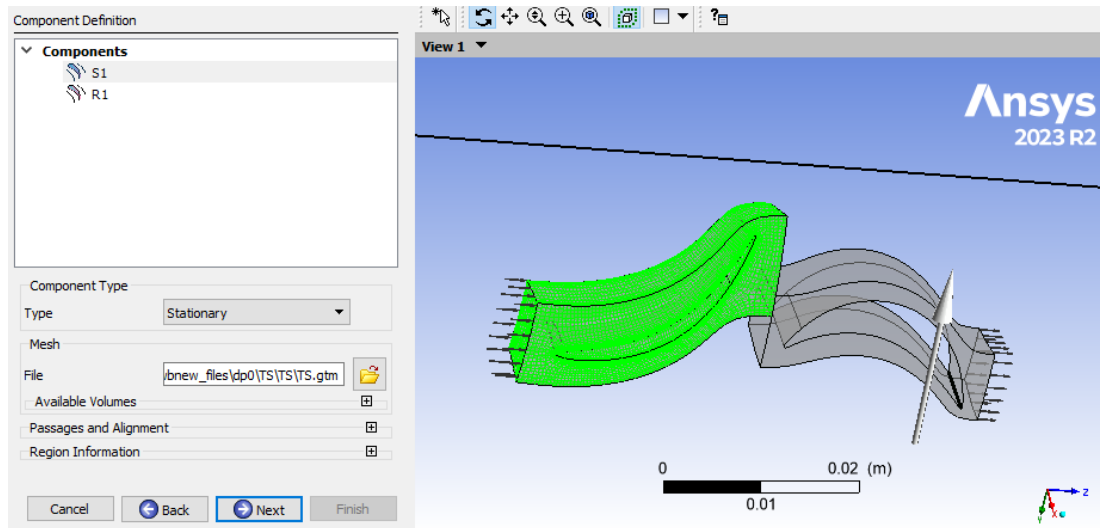 Component Definition
Components
S1
R1
Component Type
Type
Stationary
Mesh
File
/bnew_files\dp0\TS\TS\TS.gtm
Available Volumes
Passages and Alignment
Region Information
Cancel
Back
Next
Finish
View 1
Ansys
2023 R2
0
0.02
(m)
0.01
Z
Y
X